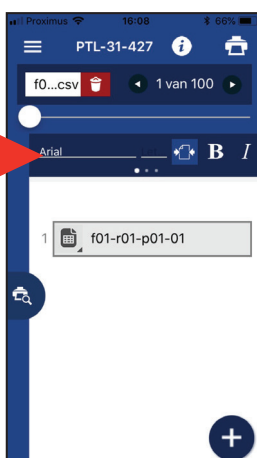 Proximus 16:08 66%
PTL-31-427 i
f0...csv 1 van 100
Arial B I
1 f01-r01-p01-01
+